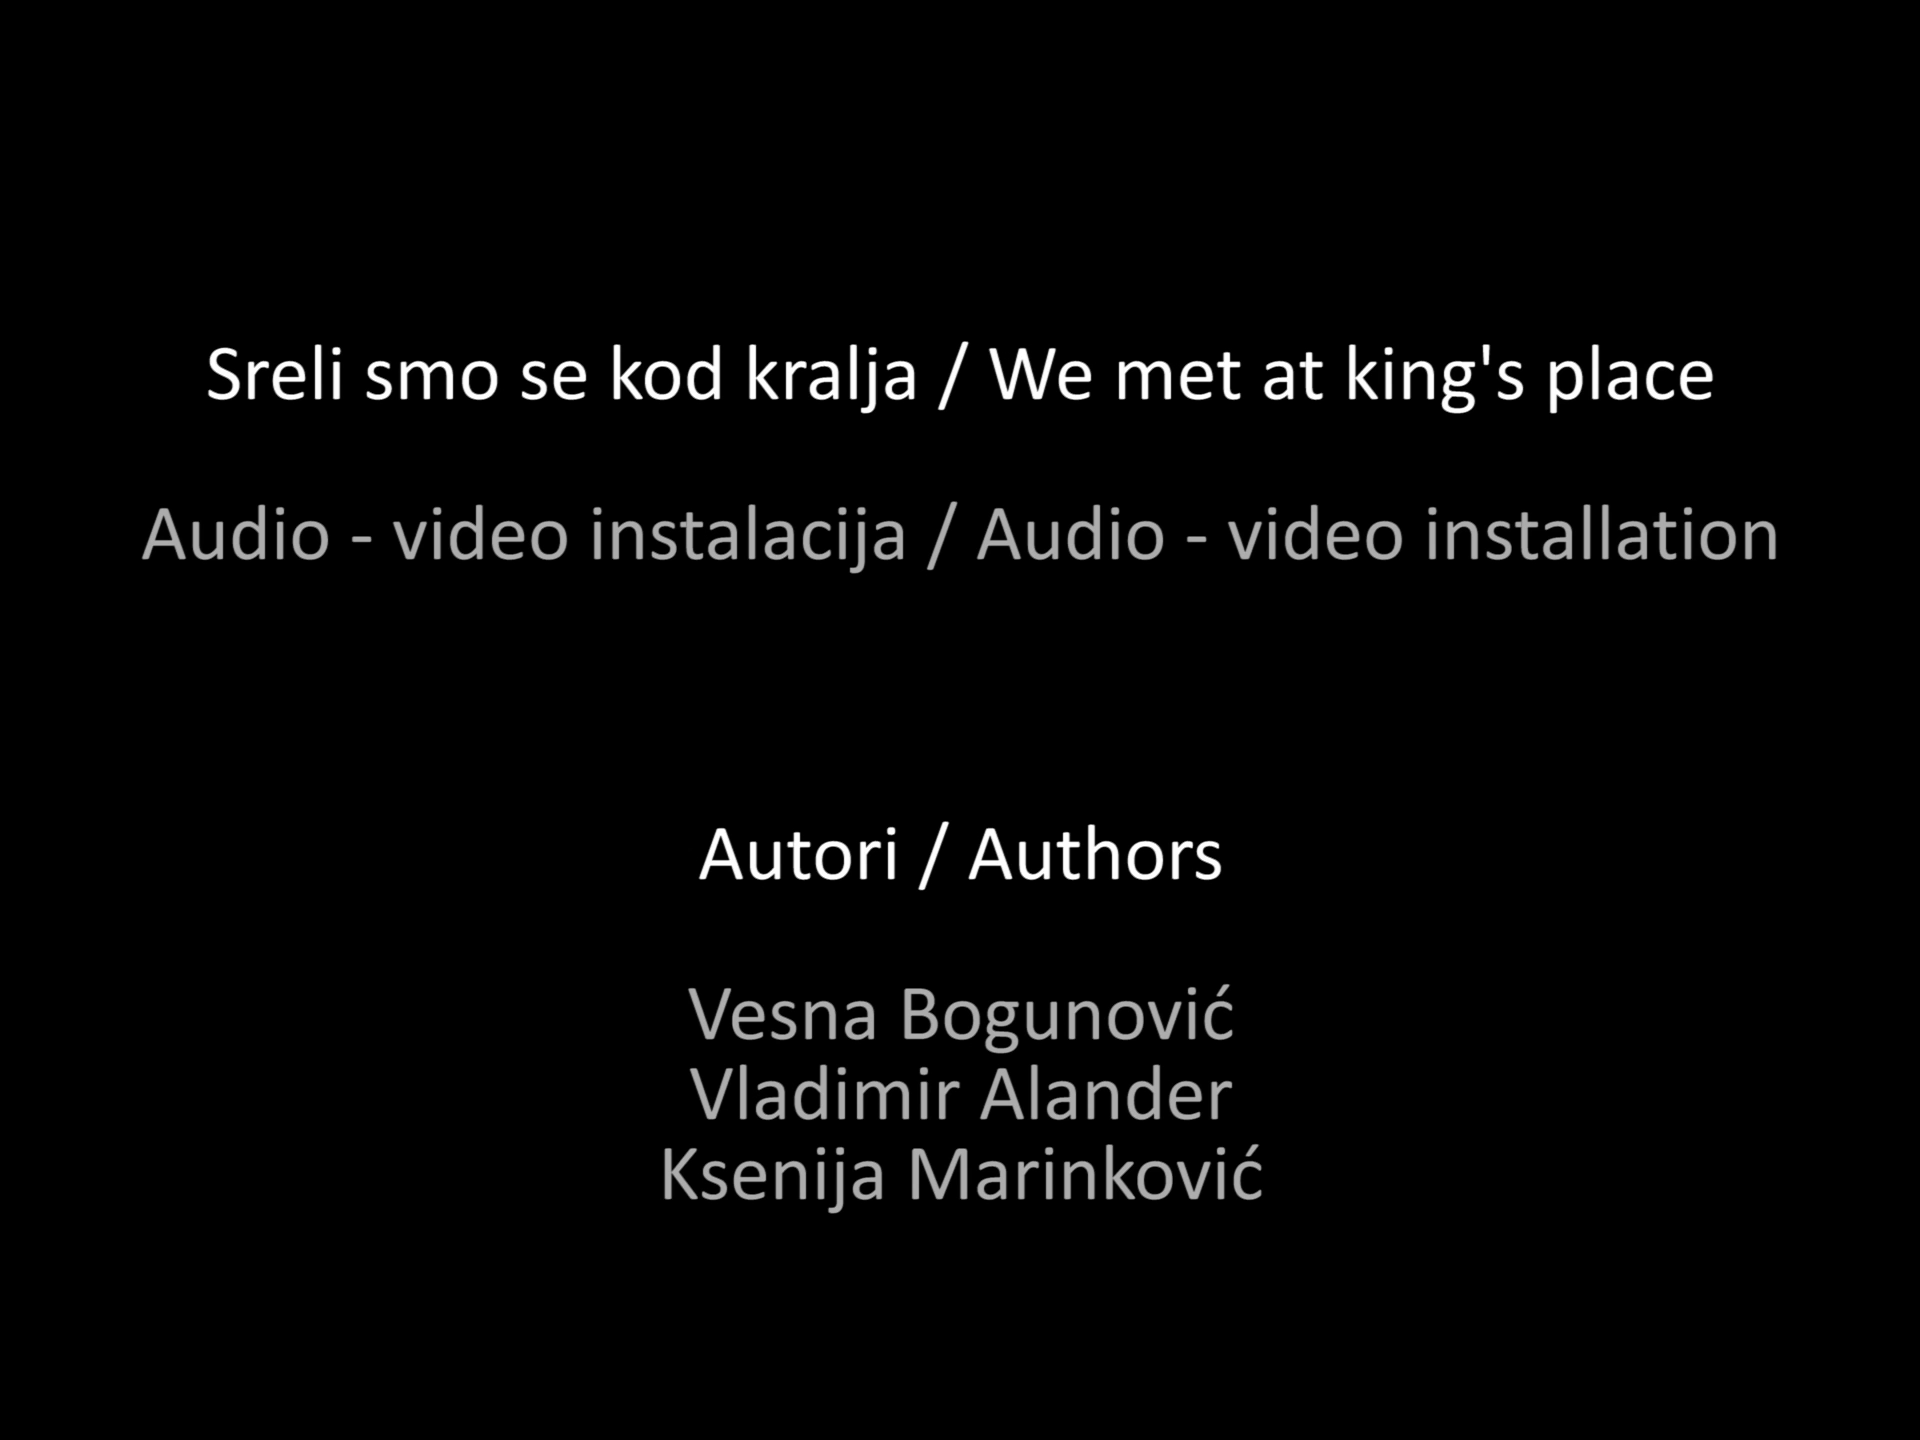 Sreli smo se kod kralja / We met at king's place
Audio - video instalacija / Audio - video installation
Autori / Authors
Vesna Bogunović
Vladimir Alander
Ksenija Marinković